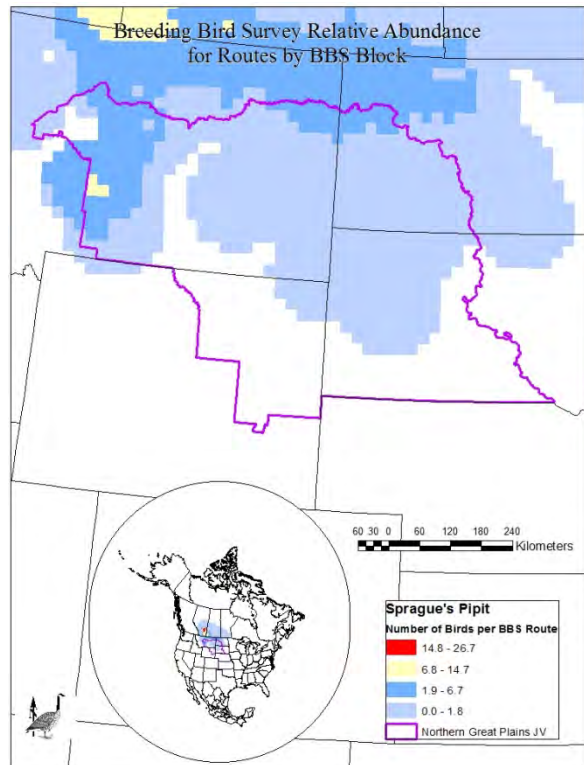 Breeding Bird Survey Relative Abundance
for Routes by BBS Block
60 30 0 60 120 180 240
Kilometers
Sprague's Pipit
Number of Birds per BBS Route
14.8 - 26.7
6.8 - 14.7
1.9 - 6.7
0.0 - 1.8
Northern Great Plains JV